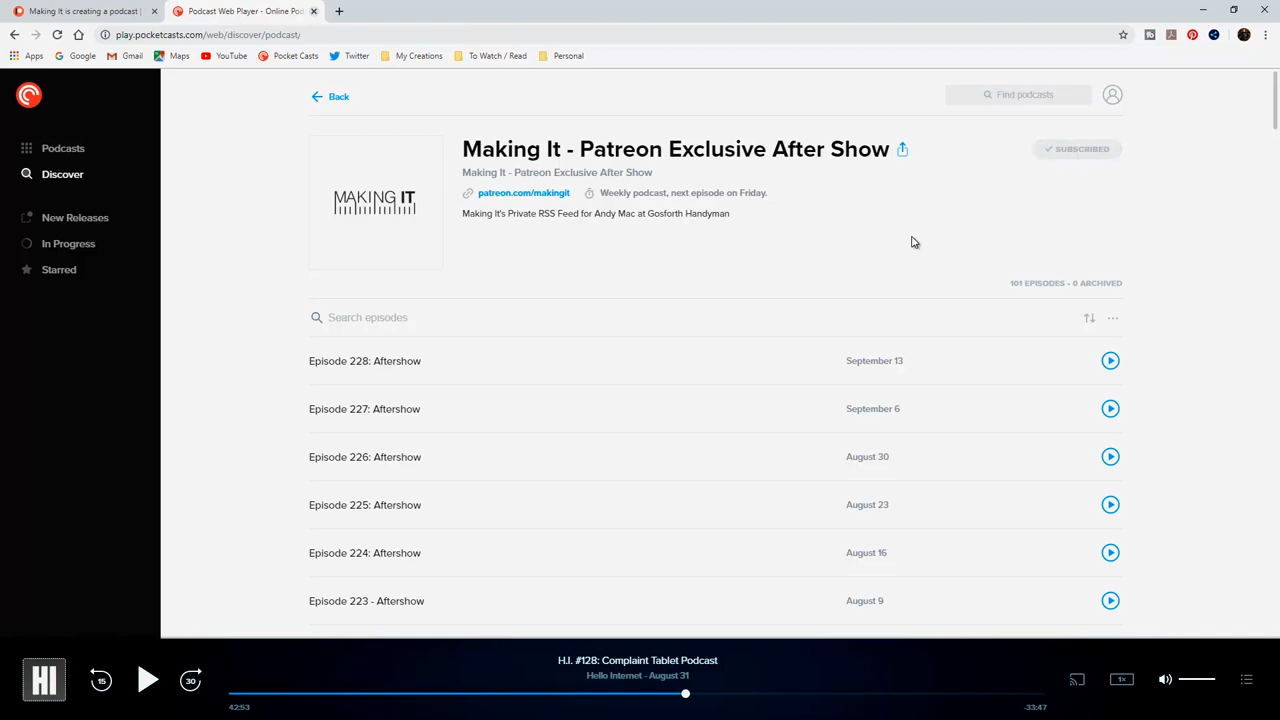 Making It is creating a podcast |
Podcast Web Player - Online Pod
play.pocketcasts.com/web/discover/podcast/
Apps
Google
Gmail
Maps
YouTube
Pocket Casts
Twitter
My Creations
To Watch / Read
Personal
Back
Find podcasts
Podcasts
Discover
New Releases
In Progress
Starred
MAKING IT
Making It - Patreon Exclusive After Show
SUBSCRIBED
Making It - Patreon Exclusive After Show
patreon.com/makingit
Weekly podcast, next episode on Friday.
Making It's Private RSS Feed for Andy Mac at Gosforth Handyman
101 EPISODES • 0 ARCHIVED
Search episodes
Episode 228: Aftershow September 13
Episode 227: Aftershow September 6
Episode 226: Aftershow August 30
Episode 225: Aftershow August 23
Episode 224: Aftershow August 16
Episode 223 - Aftershow August 9
HI
15
30
H.I. #128: Complaint Tablet Podcast
Hello Internet - August 31
1x
42:53
-33:47